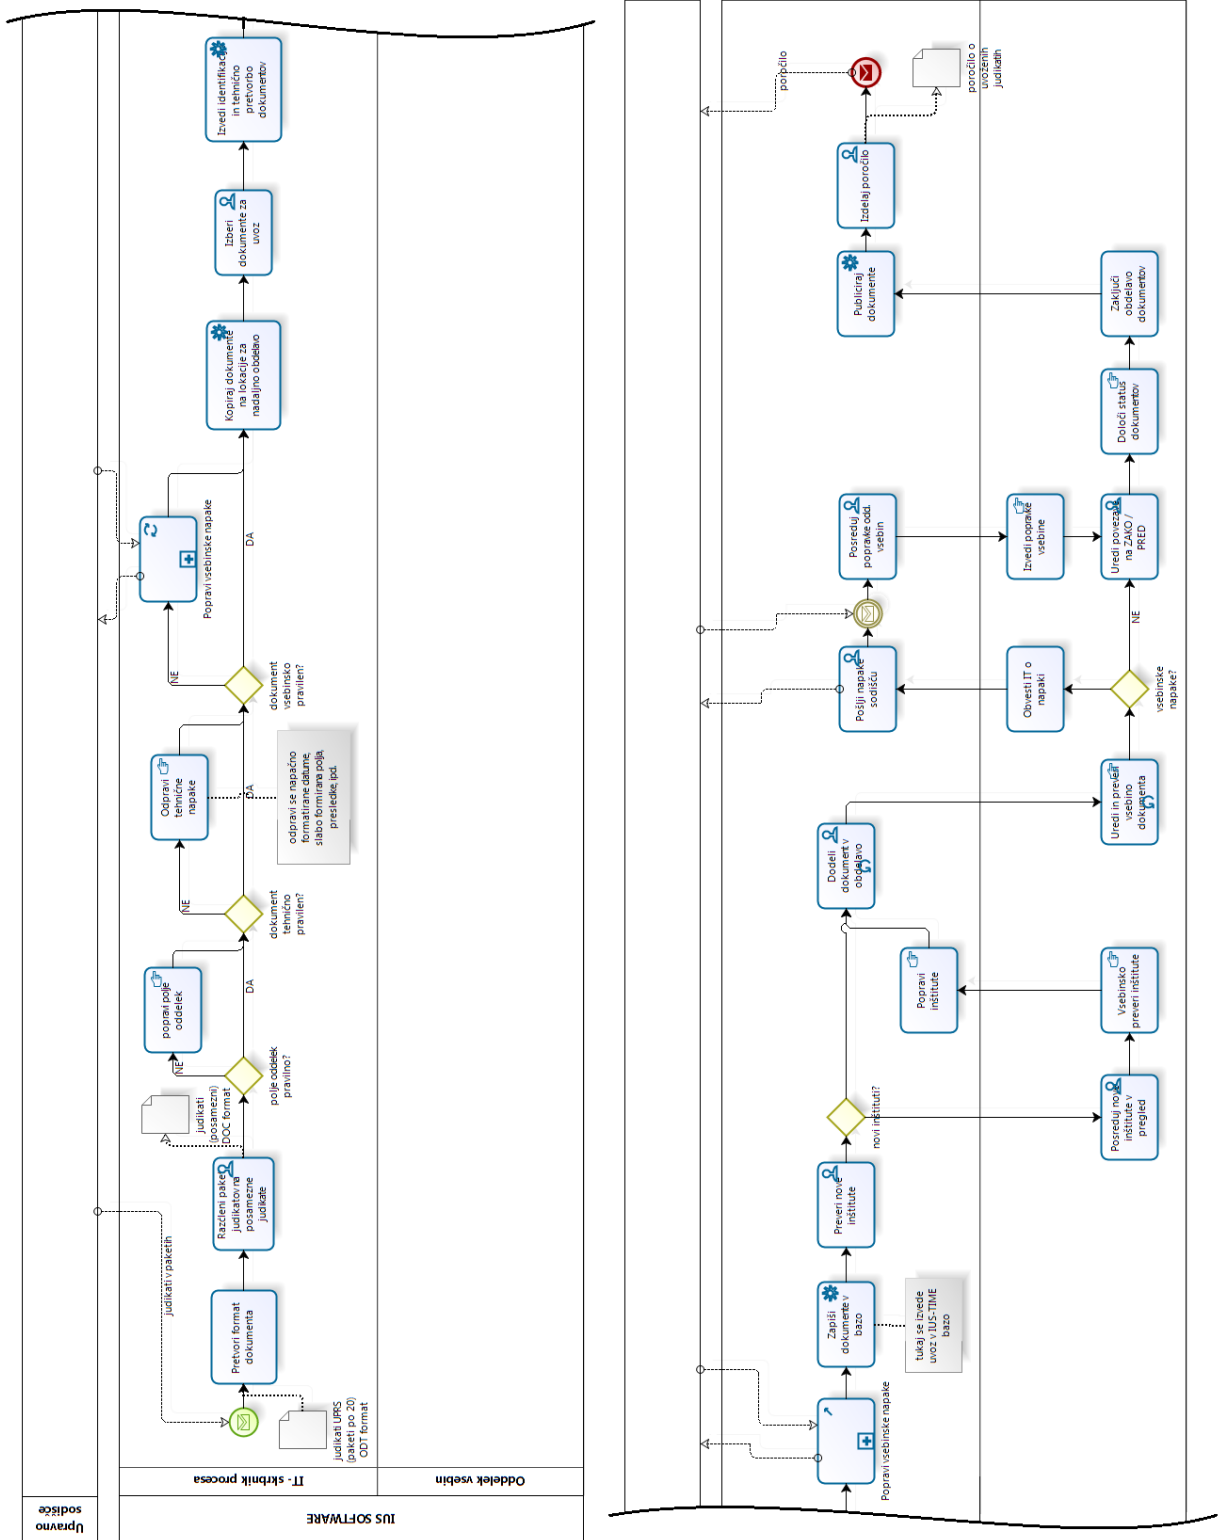 Upravno
sodišče
IUS SOFTWARE
IT - skrbnik procesa
Oddelek vsebin
judikati v paketih
judikati UPRS
(paketi po 20)
ODT format
Pretvori format
dokumenta
Razčleni paket
judikatov na
posamezne
judikate
judikati
(posamezni)
DOC format
polje oddelek
pravilno?
NE
DA
popravi polje
oddelek
dokument
tehnično
pravilen?
NE
DA
Odpravi
tehnične
napake
odpravi se napačno
formatirane datume,
slabo formirana polja,
presledke, ipd.
dokument
vsebinsko
pravilen?
NE
DA
Popravi vsebinske napake
Kopiraj dokumente
na lokacije za
nadaljno obdelavo
Izberi
dokumente za
uvoz
Izvedi identifikacijo
in tehnično
pretvorbo
dokumentov
Popravi vsebinske napake
Zapiši
dokumente v
bazo
tukaj se izvede
uvoz v IUS-TIME
bazo
Preveri nove
inštitute
novi inštituti?
Posreduj nove
inštitute v
pregled
Vsebinsko
preveri inštitute
Popravi
inštitute
Dodeli
dokument v
obdelavo
Uredi in preveri
vsebino
dokumenta
vsebinske
napake?
NE
Obvesti IT o
napaki
Pošlji napake
sodišču
Posreduj
popravke odd.
vsebin
Izvedi popravke
vsebine
Uredi povezave
na ZAKO /
PRED
Določi status
dokumentov
Zaključi
obdelavo
dokumentov
Publiciraj
dokumente
Izdelaj poročilo
poročilo
poročilo o
uvoženih
judikatih